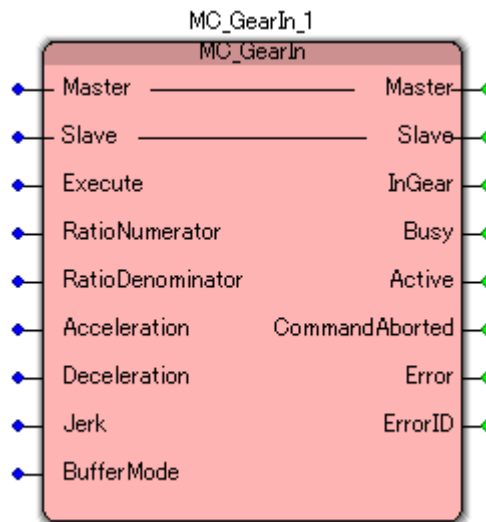 MC_GearIn_1
MC_GearIn
Master Master
Slave Slave
Execute InGear
RatioNumerator Busy
RatioDenominator Active
Acceleration CommandAborted
Deceleration Error
Jerk ErrorID
BufferMode